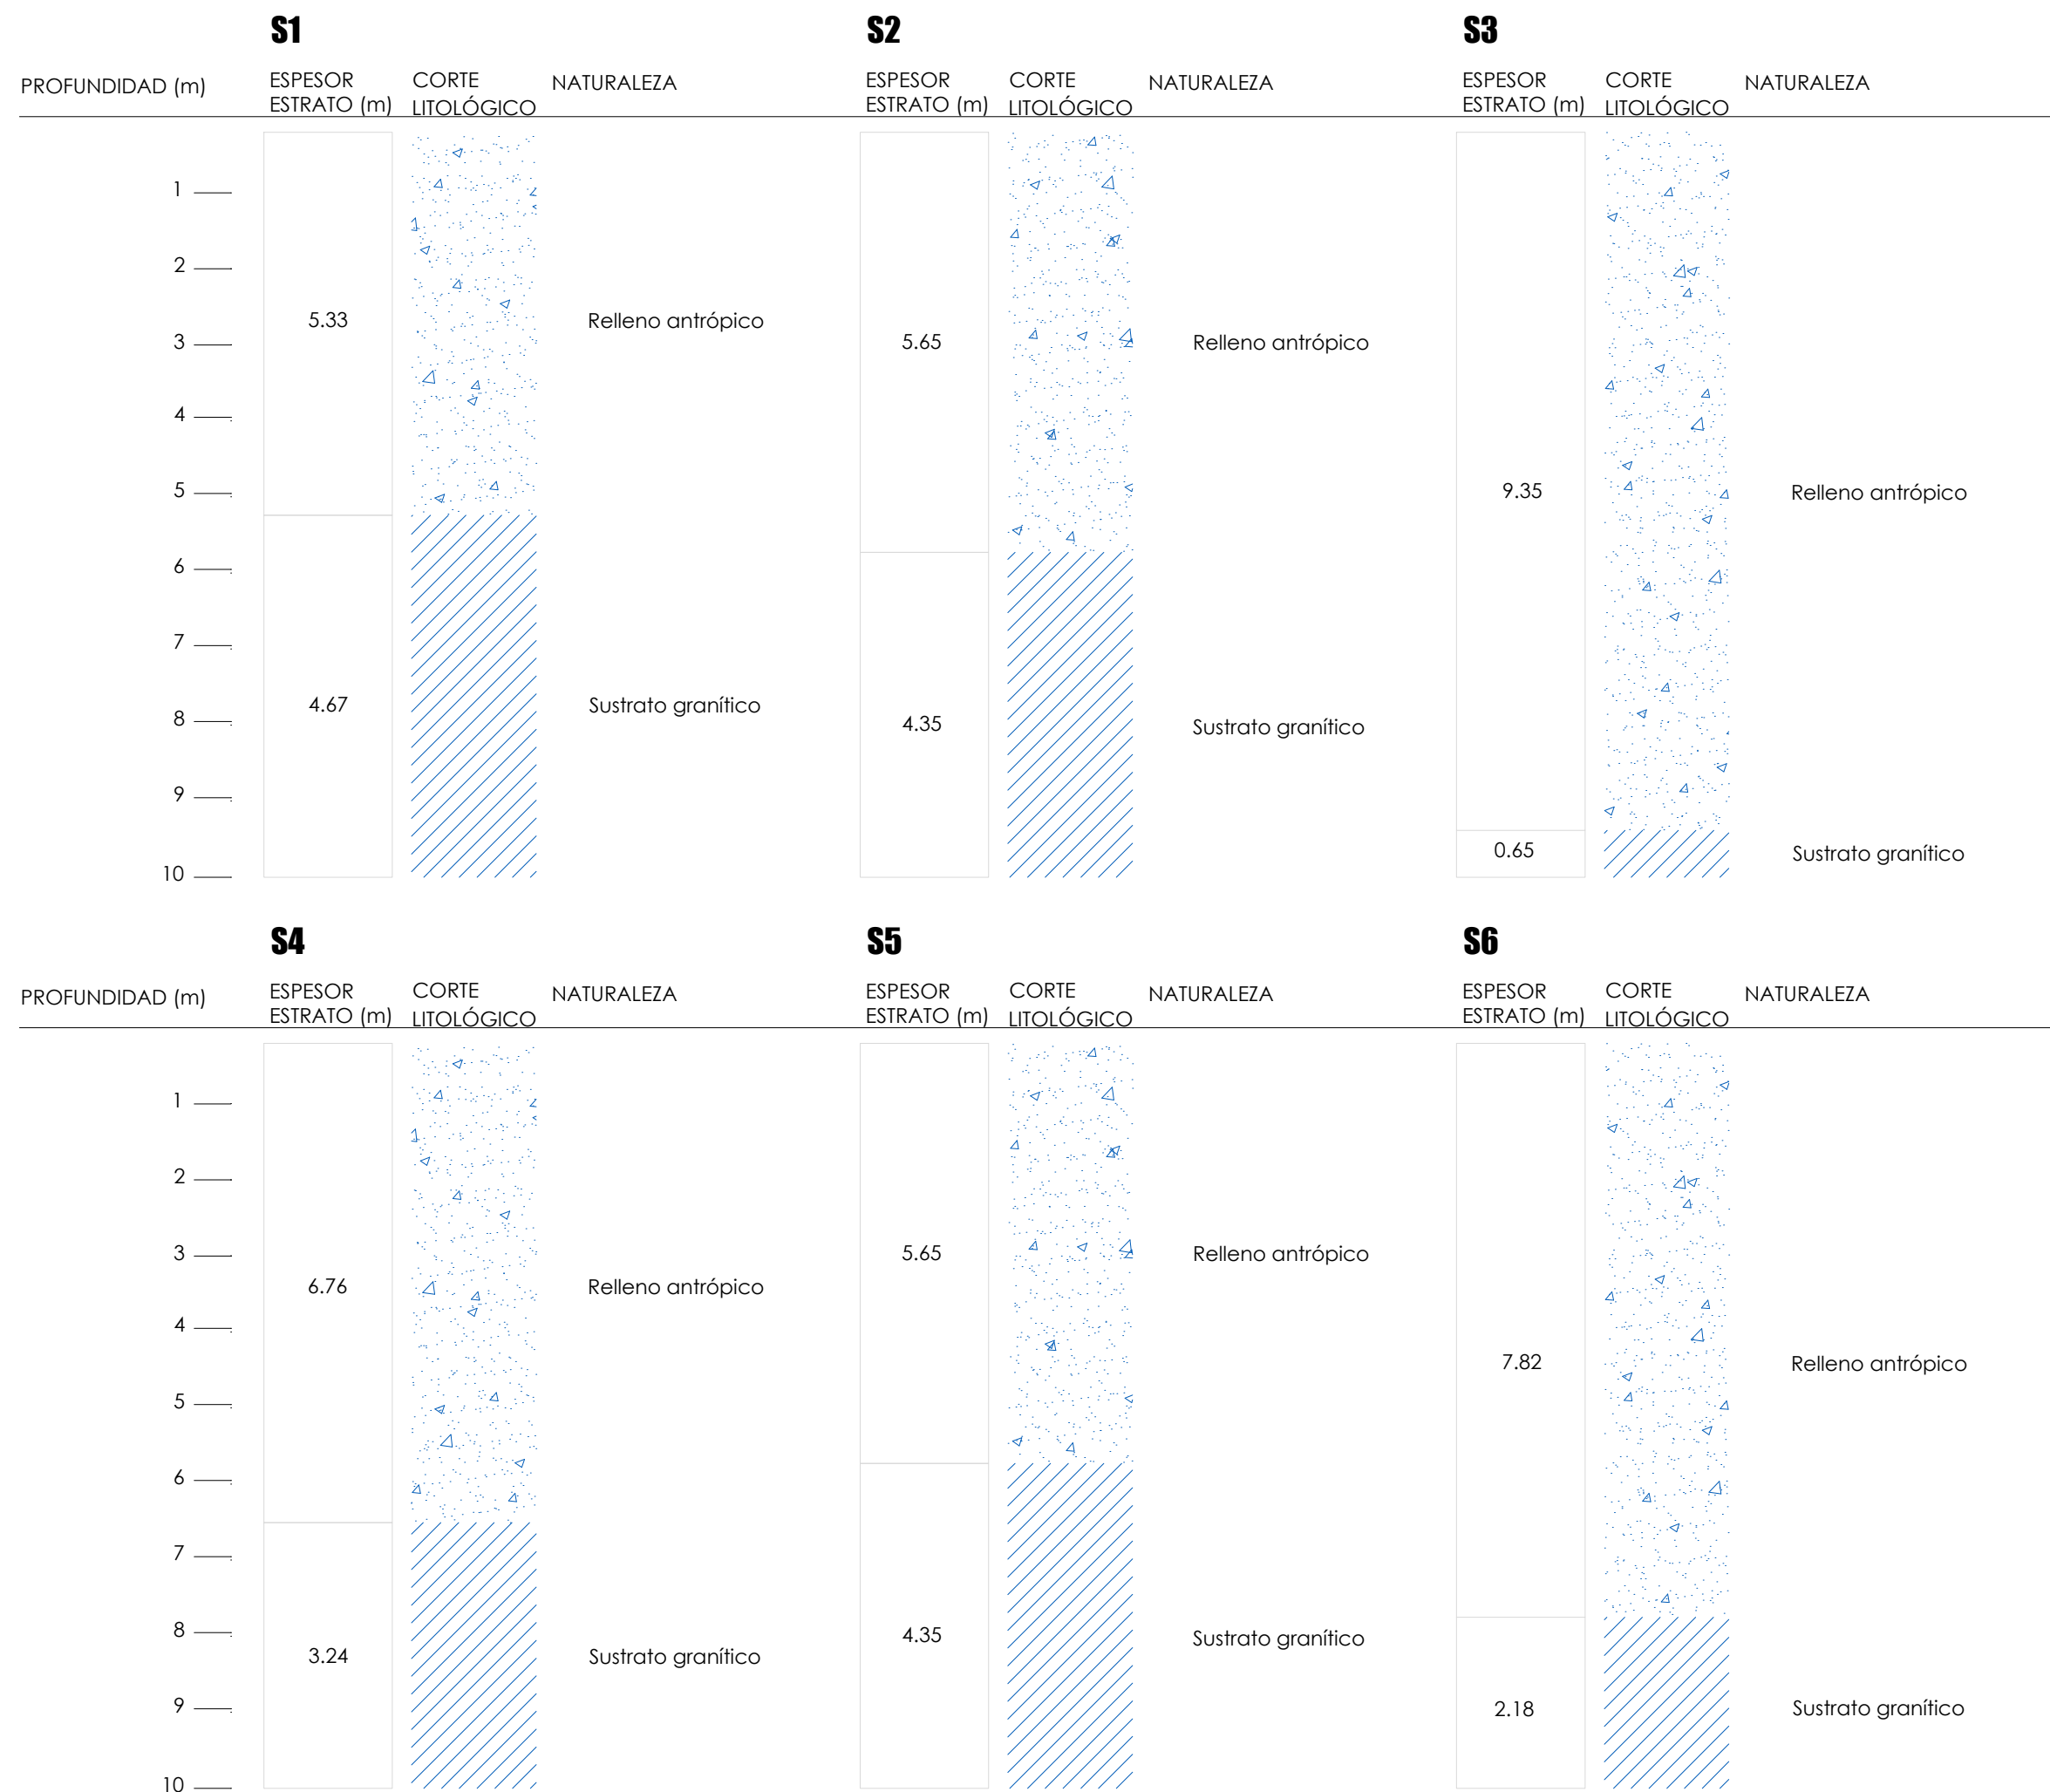 S1
S2
S3
PROFUNDIDAD (m)
ESPESOR
ESTRATO (m)
CORTE
LITOLÓGICO
NATURALEZA
ESPESOR
ESTRATO (m)
CORTE
LITOLÓGICO
NATURALEZA
ESPESOR
ESTRATO (m)
CORTE
LITOLÓGICO
NATURALEZA
1
2
3
4
5
6
7
8
9
10
5.33
Relleno antrópico
4.67
Sustrato granítico
5.65
Relleno antrópico
4.35
Sustrato granítico
9.35
Relleno antrópico
0.65
Sustrato granítico
S4
S5
S6
PROFUNDIDAD (m)
ESPESOR
ESTRATO (m)
CORTE
LITOLÓGICO
NATURALEZA
ESPESOR
ESTRATO (m)
CORTE
LITOLÓGICO
NATURALEZA
ESPESOR
ESTRATO (m)
CORTE
LITOLÓGICO
NATURALEZA
1
2
3
4
5
6
7
8
9
10
6.76
Relleno antrópico
3.24
Sustrato granítico
5.65
Relleno antrópico
4.35
Sustrato granítico
7.82
Relleno antrópico
2.18
Sustrato granítico